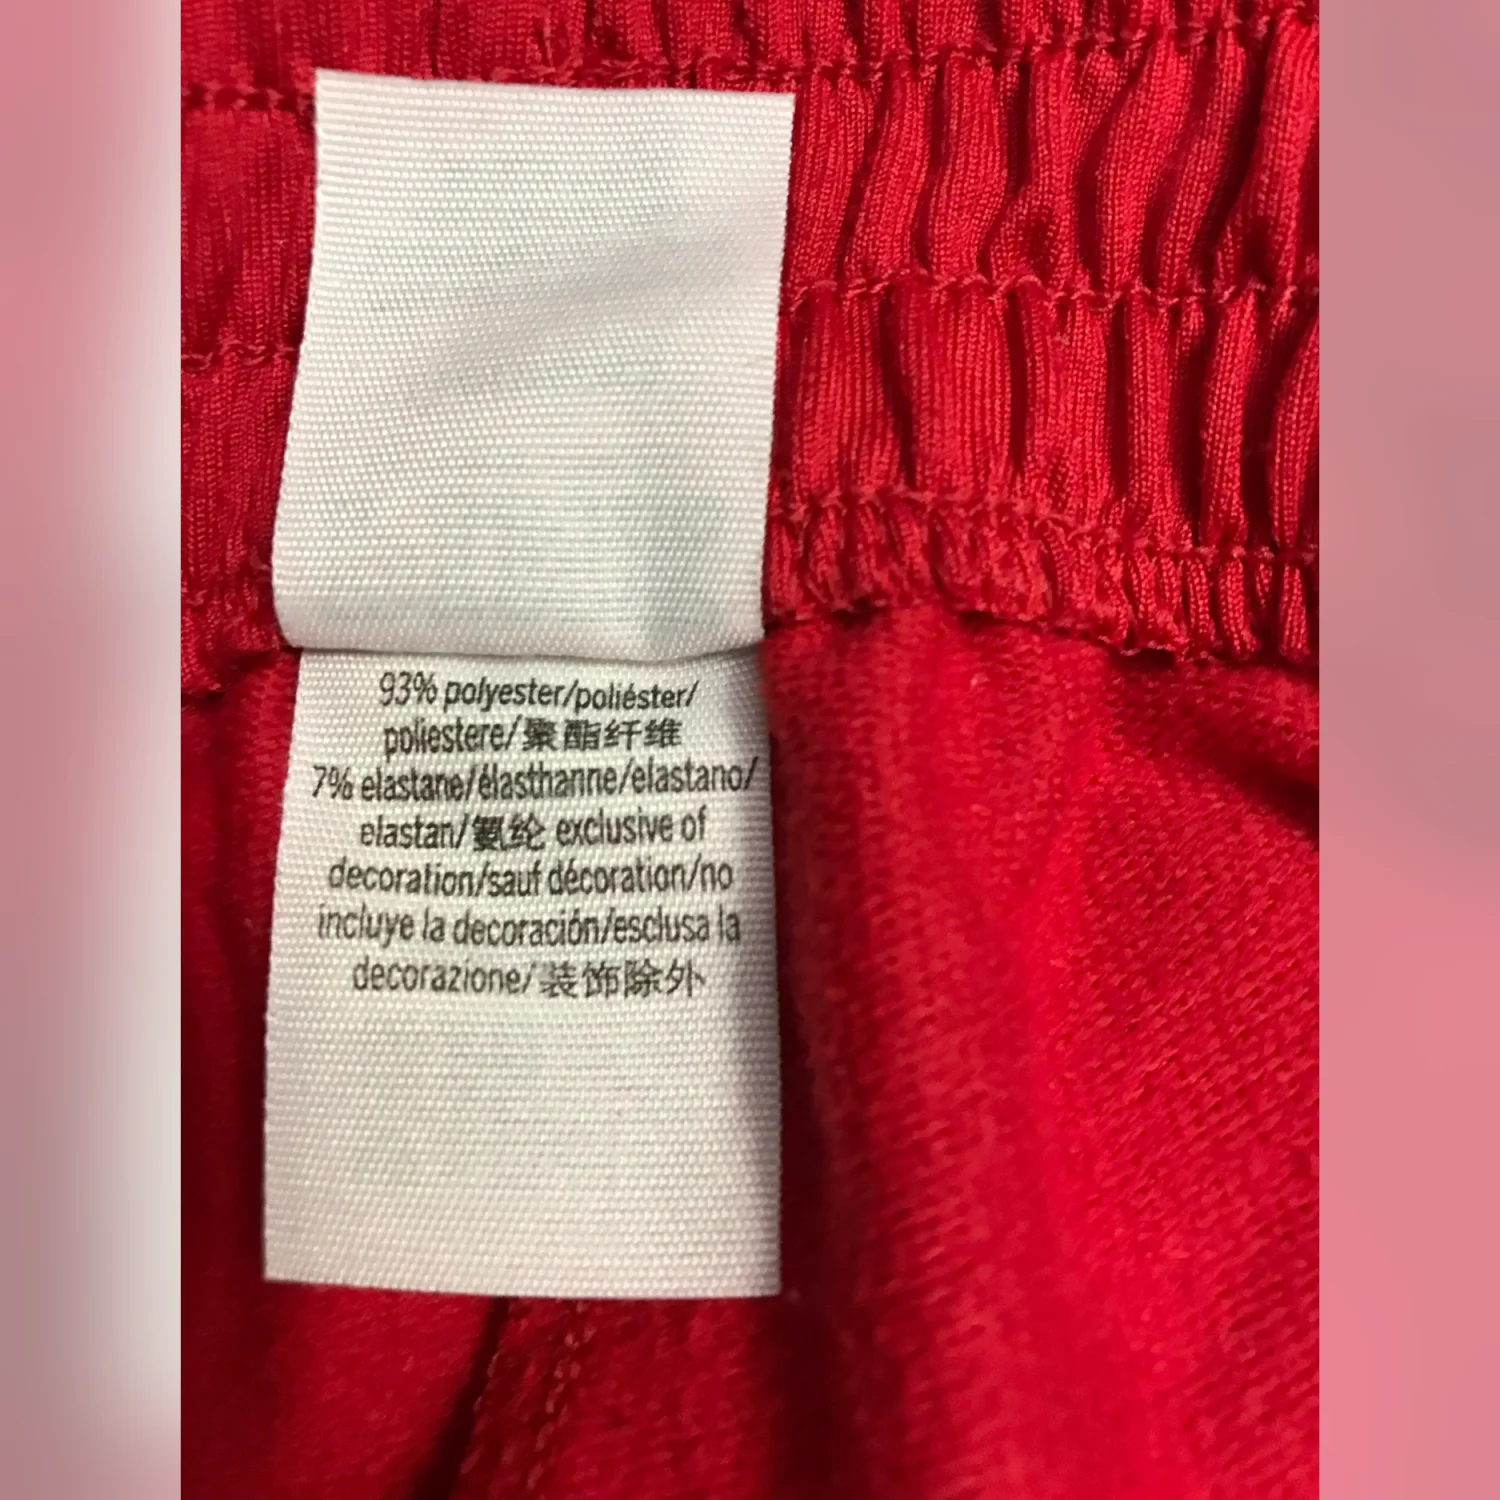 93% polyester/poliéster/
poliestere/聚酯纤维
7% elastane/élasthanne/elastano/
elastan/氨纶 exclusive of
decoration/sauf décoration/no
incluye la decoración/esclusa la
decorazione/装饰除外